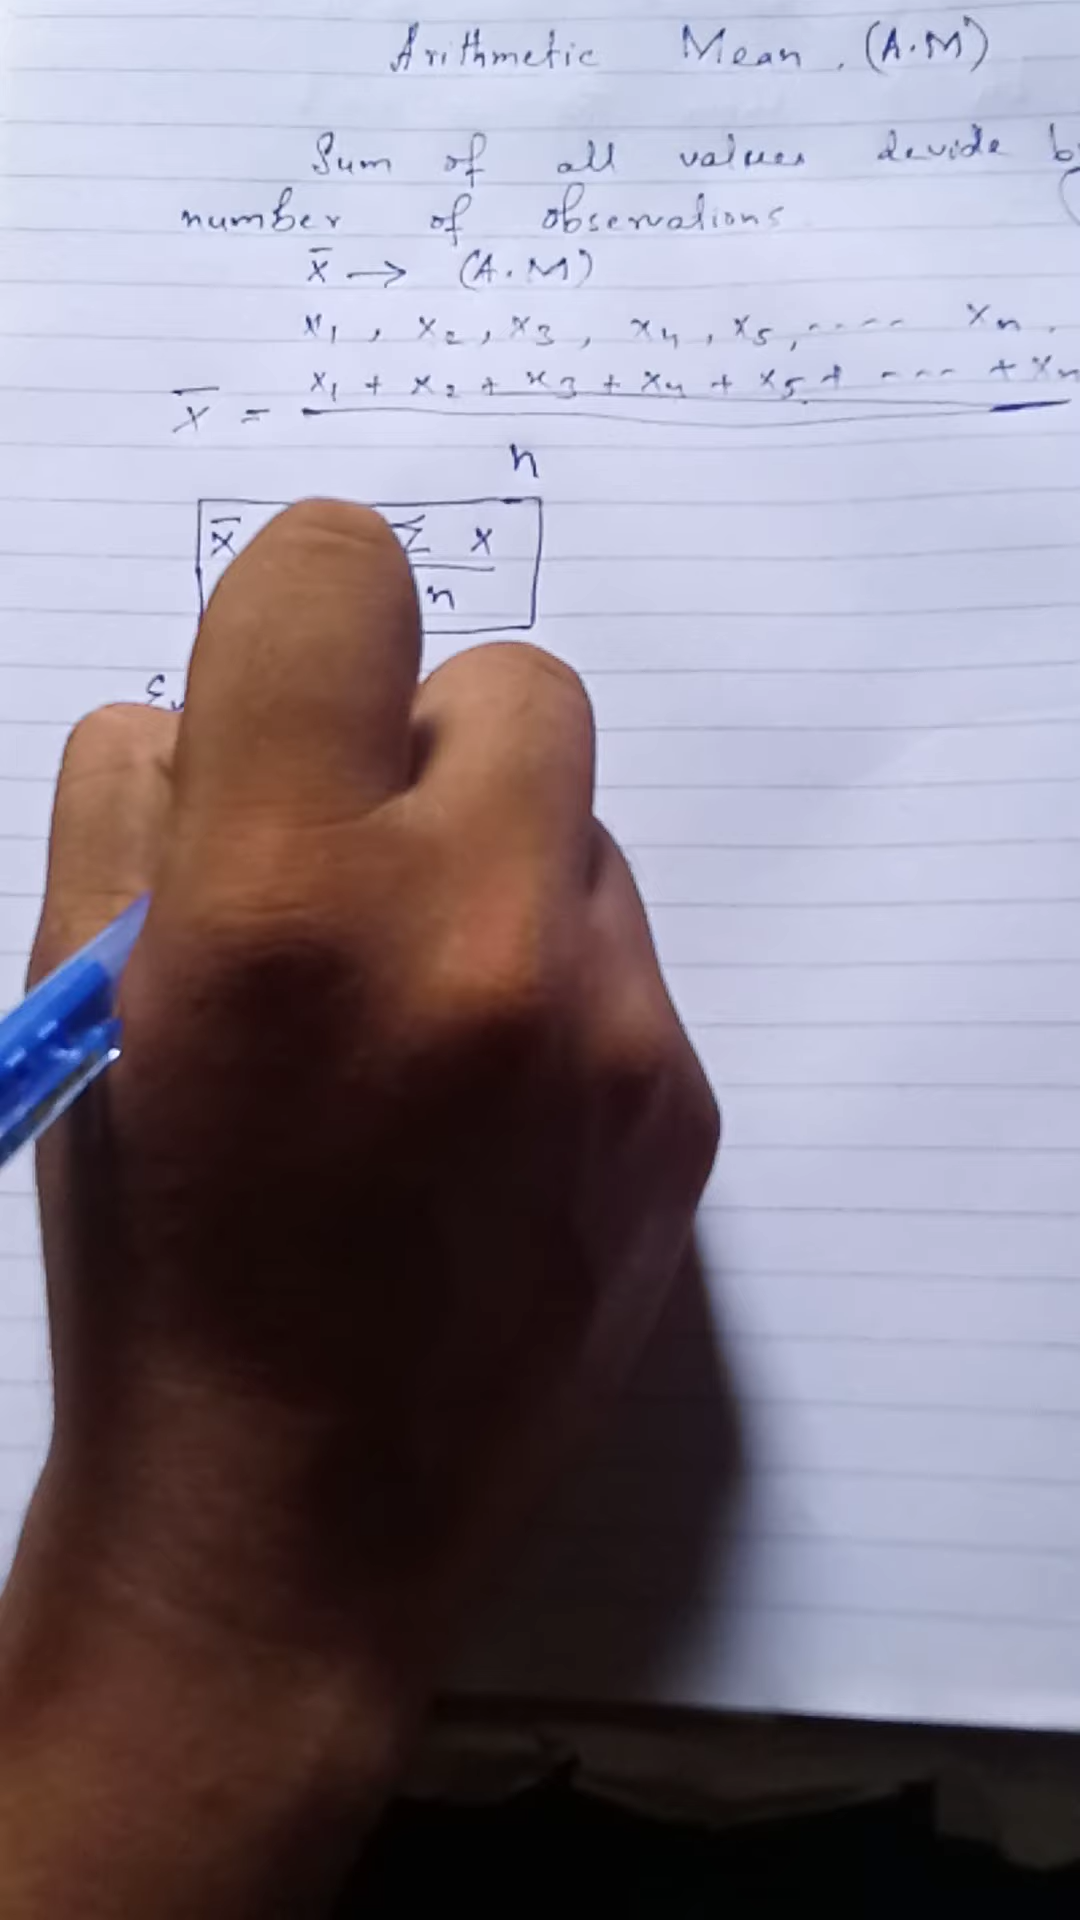 Arithmetic Mean. (A.M)
Sum of all values devide
number of observations
x̄ → (A.M)
x₁, x₂, x₃, x₄, x₅, ---- xₙ.
x₁ + x₂ + x₃ + x₄ + x₅ + --- + xₙ
x̄ =
n
x̄ Σ x
n